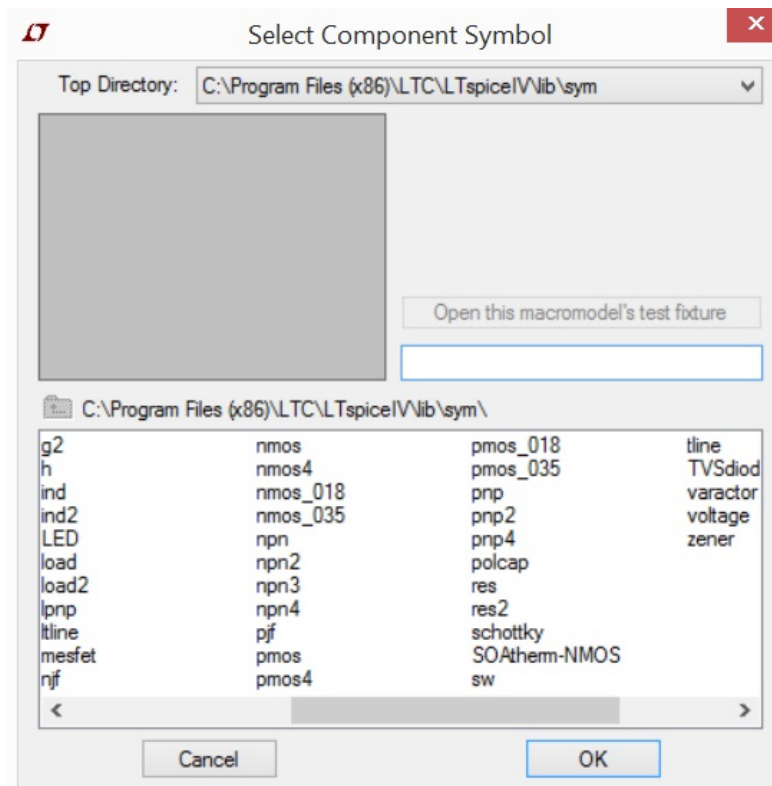 Select Component Symbol
Top Directory: C:\Program Files (x86)\LTC\LTspiceIV\lib\sym
Open this macromodel's test fixture
C:\Program Files (x86)\LTC\LTspiceIV\lib\sym\
g2 nmos pmos_018 tline
h nmos4 pmos_035 TVSdiod
ind nmos_018 pnp varactor
ind2 nmos_035 pnp2 voltage
LED npn pnp4 zener
load npn2 polcap
load2 npn3 res
lpnp npn4 res2
ltline pjf schottky
mesfet pmos SOAtherm-NMOS
njf pmos4 sw
Cancel OK